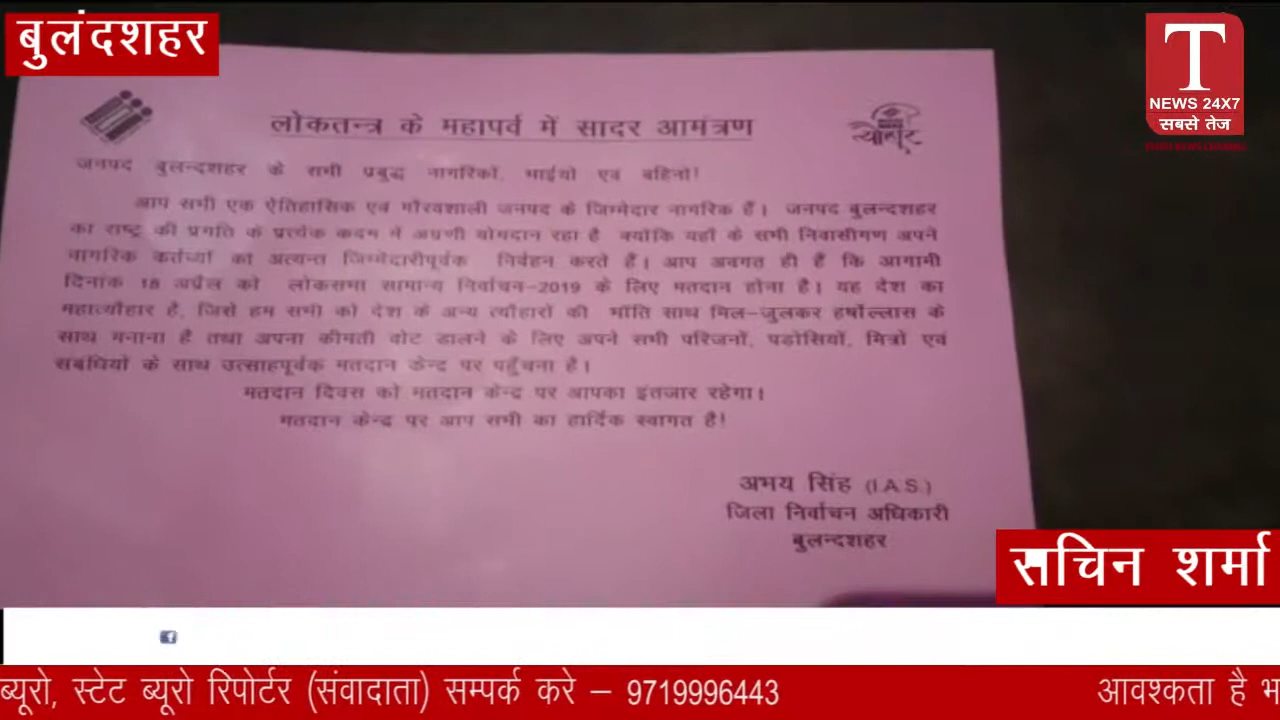 बुलंदशहर
T
NEWS 24X7
सबसे तेज
लोकतन्त्र के महापर्व में सादर आमंत्रण
जनपद बुलन्दशहर के सभी प्रबुद्ध नागरिकों, भाईयो एवं बहिनों!
आप सभी एक ऐतिहासिक एवं गौरवशाली जनपद के जिम्मेदार नागरिक हैं। जनपद बुलन्दशहर
का राष्ट्र की प्रगति के प्रत्येक कदम में अग्रणी योगदान रहा है क्योंकि यहाँ के सभी निवासीगण अपने
नागरिक कर्तव्यों का अत्यन्त जिम्मेदारीपूर्वक निर्वहन करते हैं। आप अवगत ही हैं कि आगामी
दिनांक 18 अप्रैल को लोकसभा सामान्य निर्वाचन-2019 के लिए मतदान होना है। यह देश का
महात्यौहार है, जिसे हम सभी को देश के अन्य त्यौहारों की भाँति साथ मिल-जुलकर हर्षोल्लास के
साथ मनाना है तथा अपना कीमती वोट डालने के लिए अपने सभी परिजनों, पड़ोसियों, मित्रों एवं
संबंधियों के साथ उत्साहपूर्वक मतदान केन्द्र पर पहुँचना है।
मतदान दिवस को मतदान केन्द्र पर आपका इंतजार रहेगा।
मतदान केन्द्र पर आप सभी का हार्दिक स्वागत है!
अभय सिंह (I.A.S.)
जिला निर्वाचन अधिकारी
बुलन्दशहर
सचिन शर्मा
ब्यूरो, स्टेट ब्यूरो रिपोर्टर (संवादाता) सम्पर्क करे – 9719996443 आवश्कता है भ